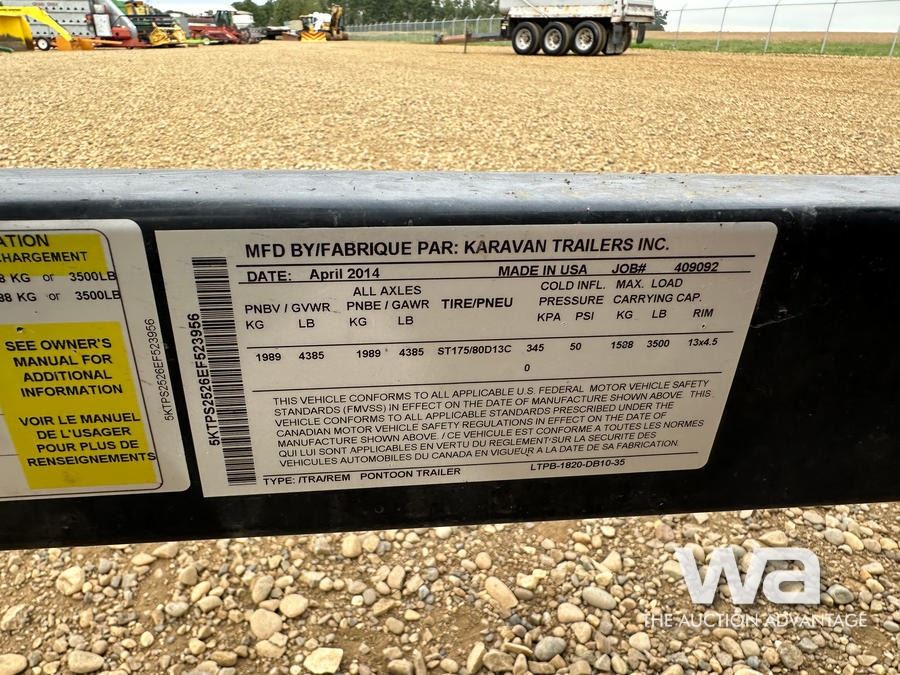 ATION
CHARGEMENT
8 KG or 3500LB
88 KG or 3500LB
SEE OWNER'S
MANUAL FOR
ADDITIONAL
INFORMATION
VOIR LE MANUEL
DE L'USAGER
POUR PLUS DE
RENSEIGNEMENTS
5KTPS2526EF523956
5KTPS2526EF523956
MFD BY/FABRIQUE PAR: KARAVAN TRAILERS INC.
DATE: April 2014 MADE IN USA JOB# 409092
ALL AXLES COLD INFL. MAX. LOAD
PNBV / GVWR PNBE / GAWR TIRE/PNEU PRESSURE CARRYING CAP.
KG LB KG LB KPA PSI KG LB RIM
1989 4385 1989 4385 ST175/80D13C 345 50 1588 3500 13x4.5
0
THIS VEHICLE CONFORMS TO ALL APPLICABLE U.S. FEDERAL MOTOR VEHICLE SAFETY
STANDARDS (FMVSS) IN EFFECT ON THE DATE OF MANUFACTURE SHOWN ABOVE. THIS
VEHICLE CONFORMS TO ALL APPLICABLE STANDARDS PRESCRIBED UNDER THE
CANADIAN MOTOR VEHICLE SAFETY REGULATIONS IN EFFECT ON THE DATE OF
MANUFACTURE SHOWN ABOVE. / CE VEHICULE EST CONFORME A TOUTES LES NORMES
QUI LUI SONT APPLICABLES EN VERTU DU REGLEMENT SUR LA SECURITE DES
VEHICULES AUTOMOBILES DU CANADA EN VIGUEUR A LA DATE DE SA FABRICATION.
TYPE: /TRA/REM PONTOON TRAILER LTPB-1820-DB10-35
wa
THE AUCTION ADVANTAGE